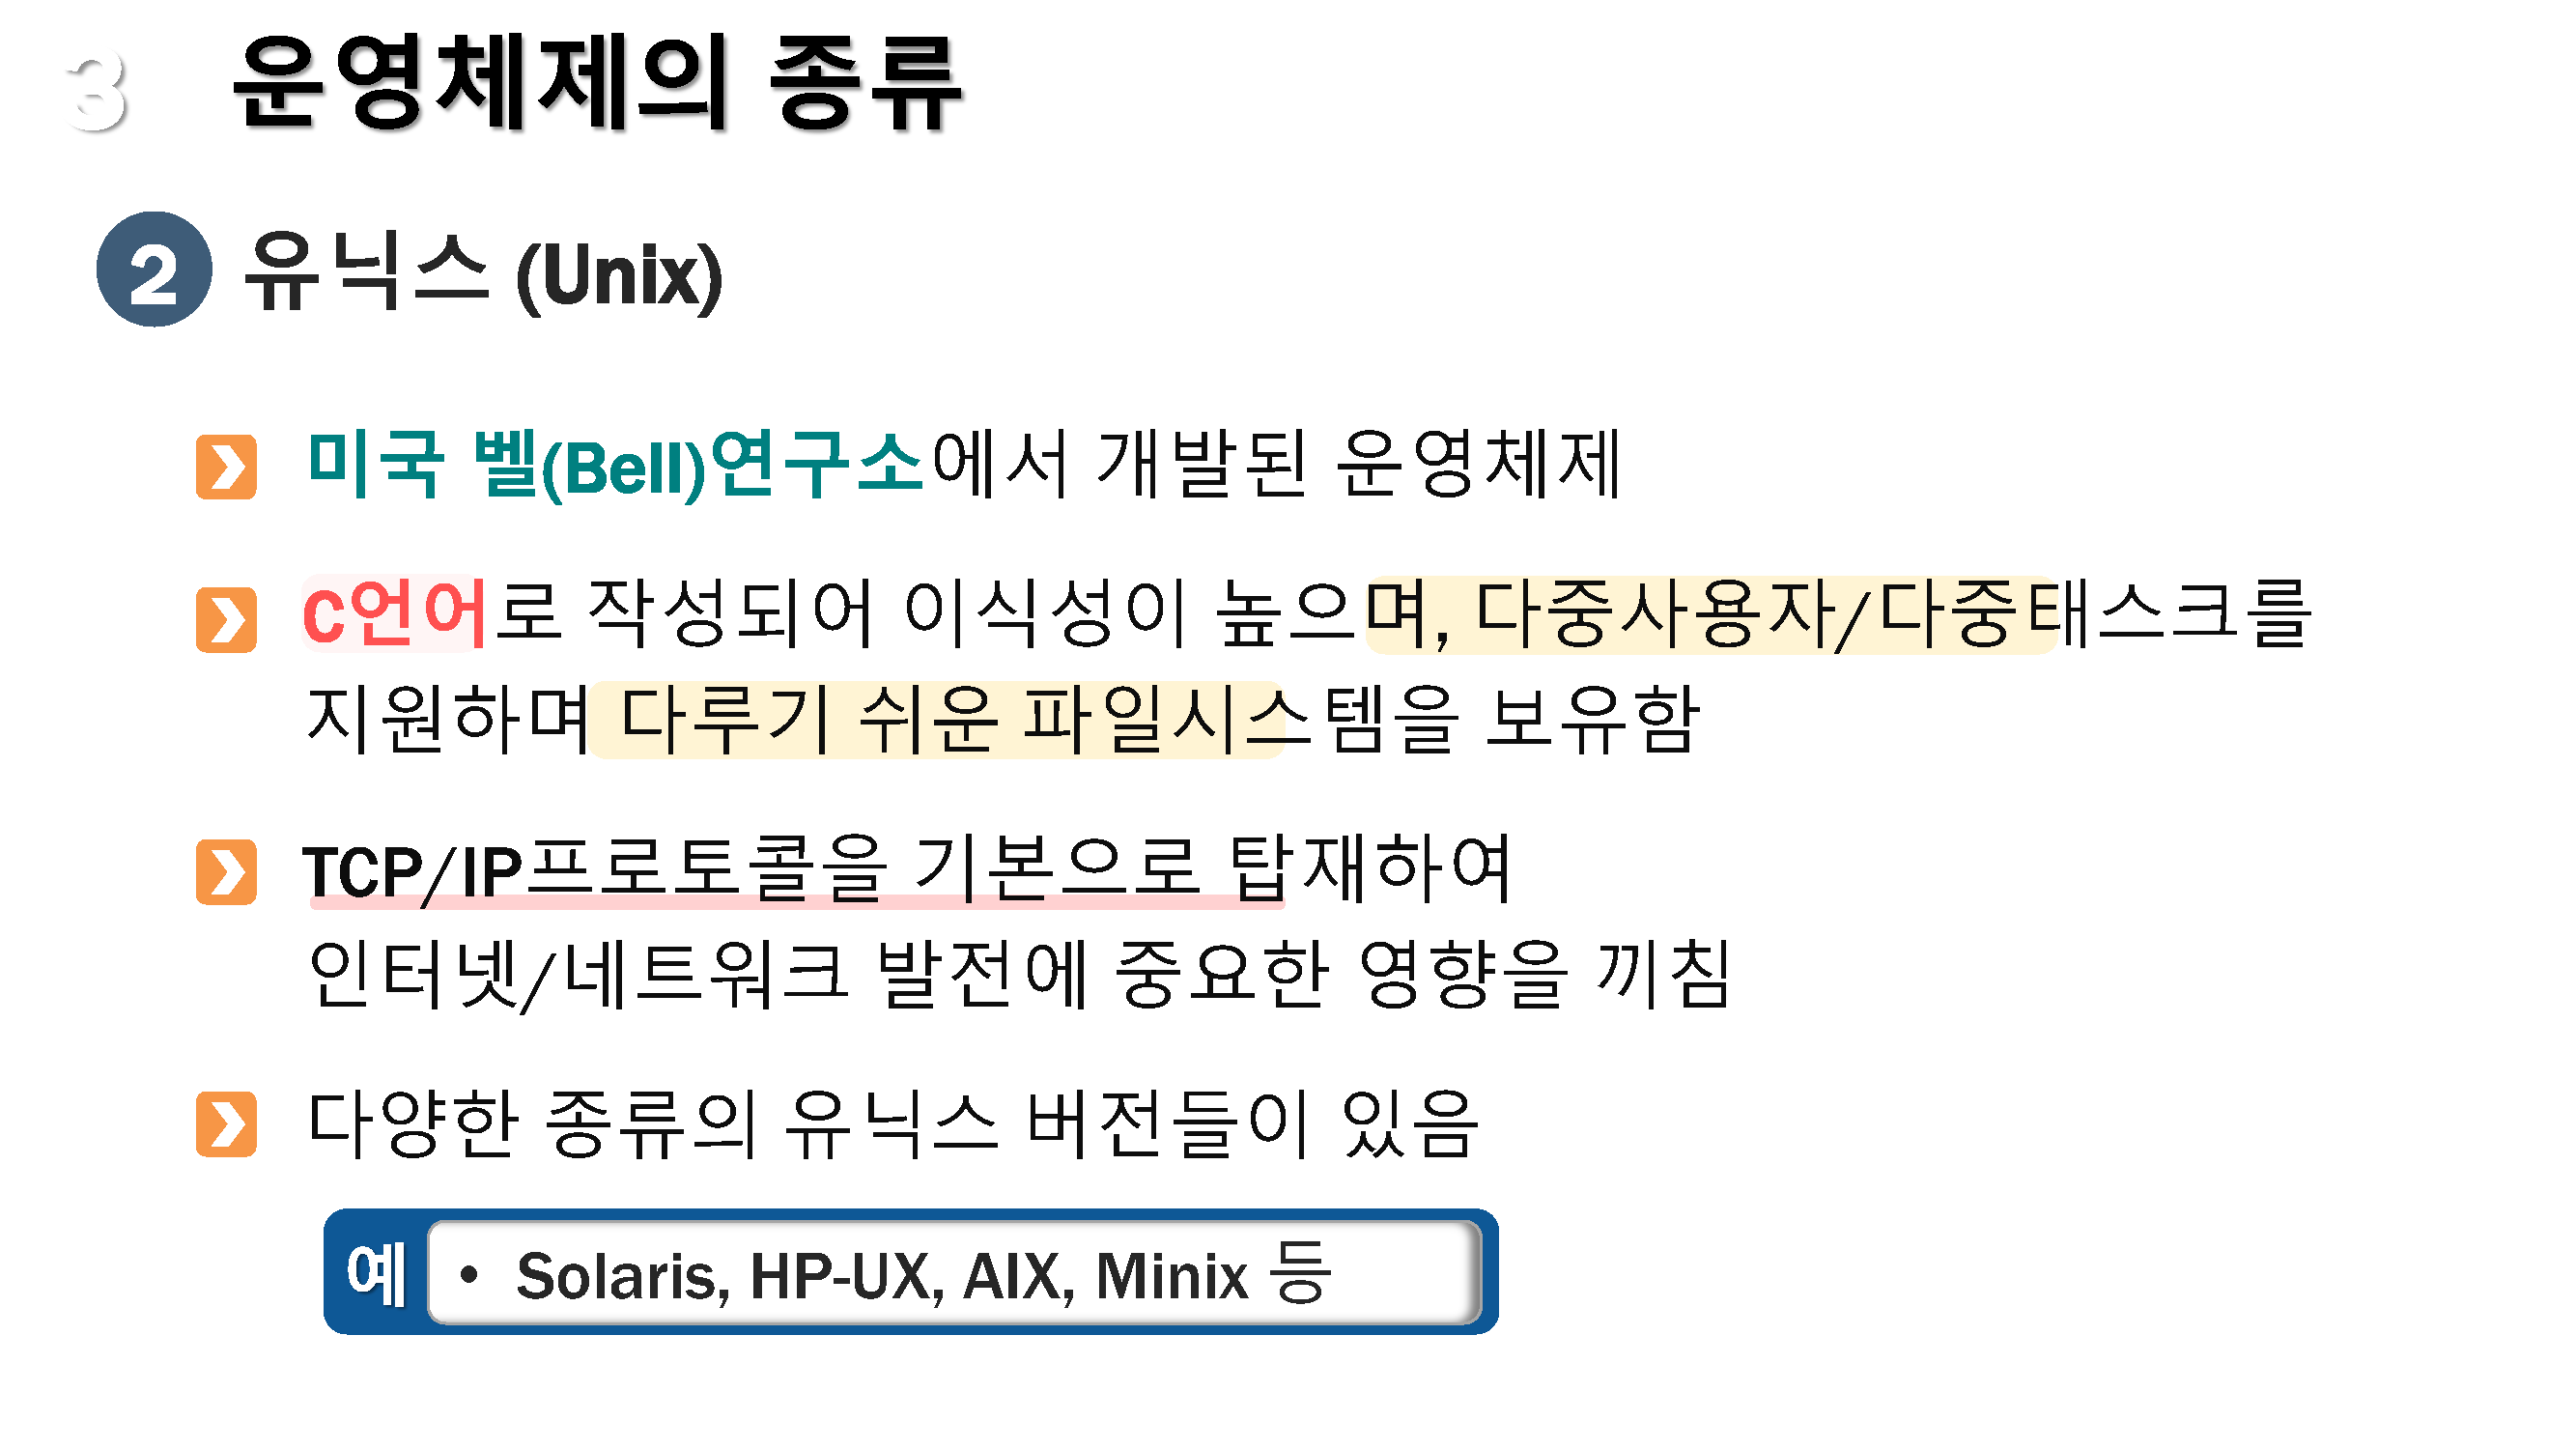 3 운영체제의 종류
2 유닉스 (Unix)
미국 벨(Bell)연구소에서 개발된 운영체제
C언어로 작성되어 이식성이 높으며, 다중사용자/다중태스크를
지원하며 다루기 쉬운 파일시스템을 보유함
TCP/IP프로토콜을 기본으로 탑재하여
인터넷/네트워크 발전에 중요한 영향을 끼침
다양한 종류의 유닉스 버전들이 있음
예 • Solaris, HP-UX, AIX, Minix 등